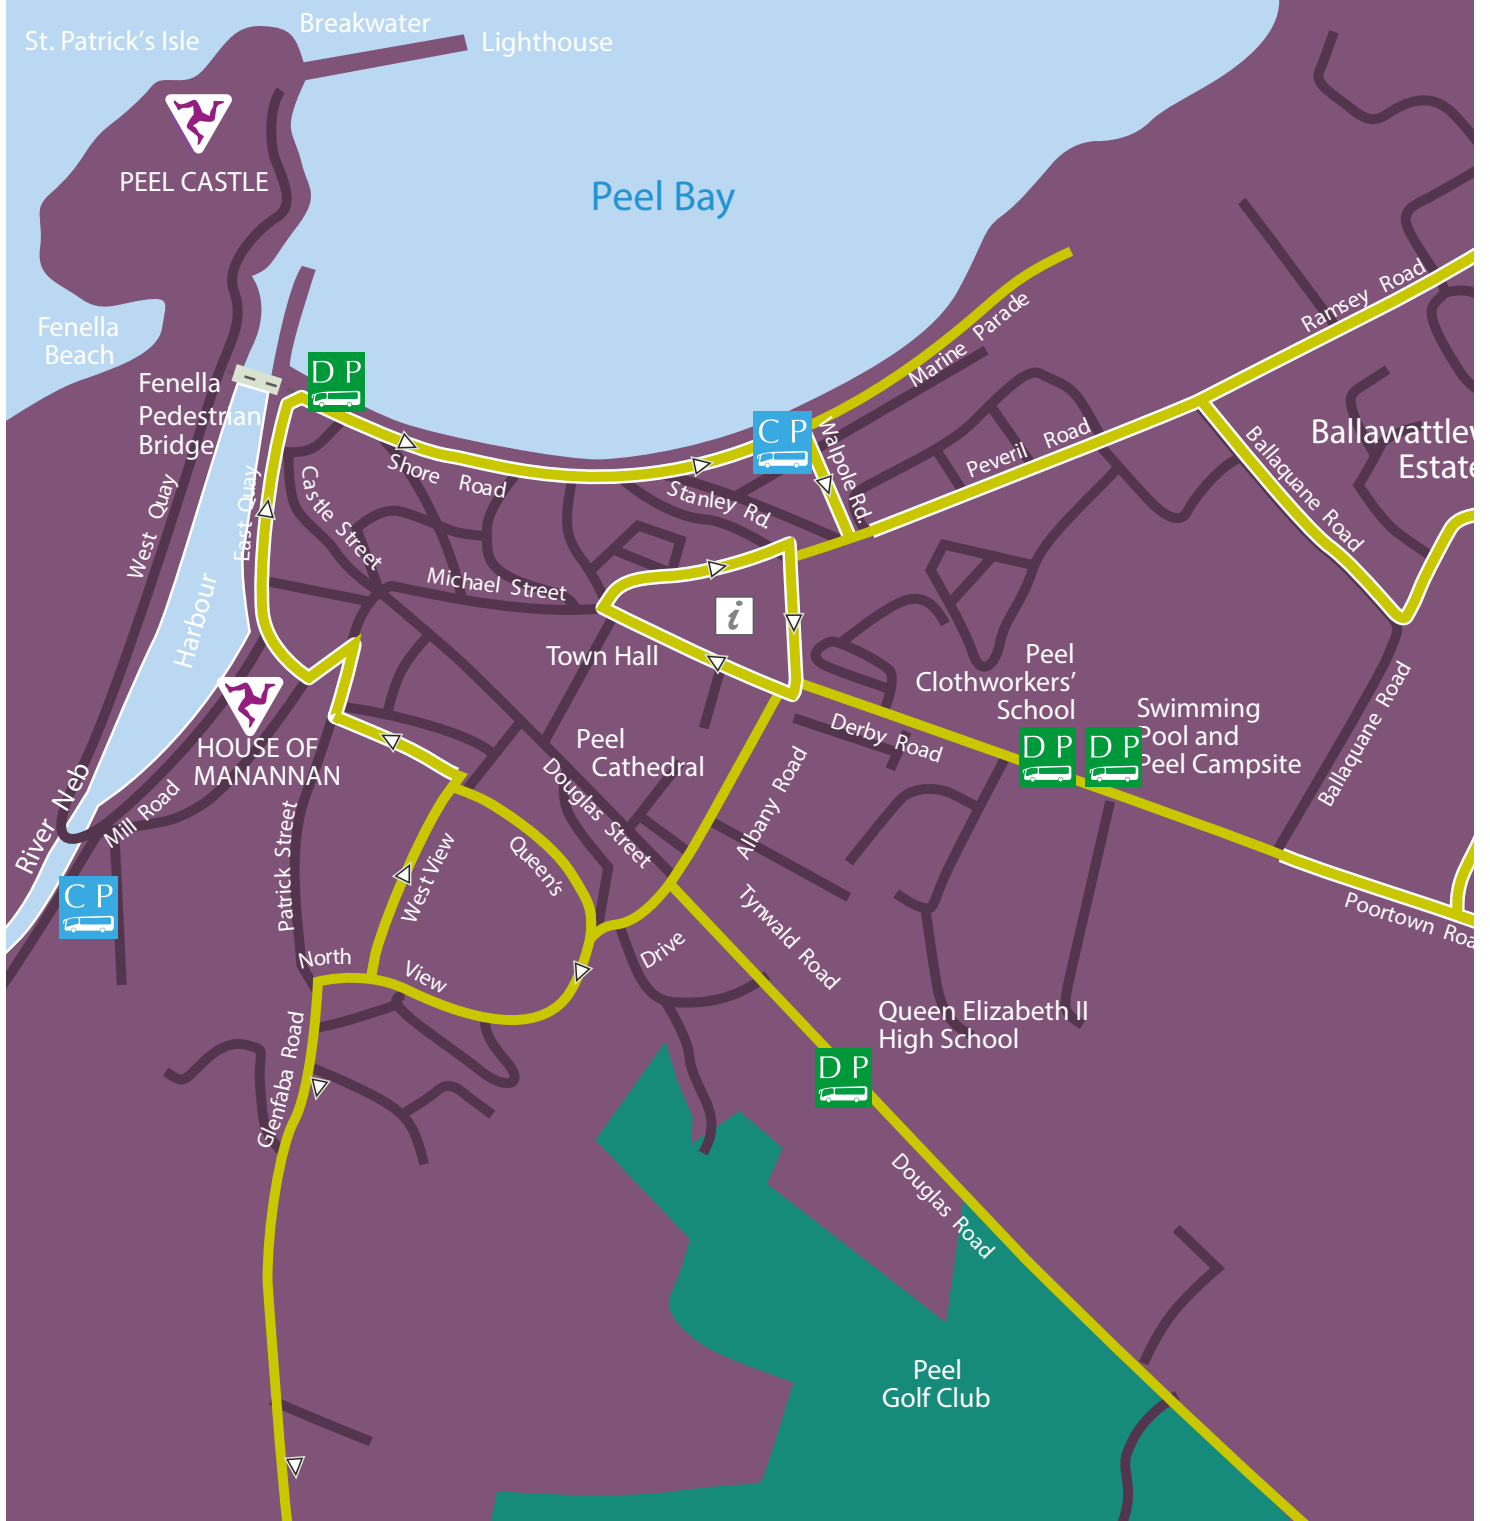 Breakwater
St. Patrick's Isle
Lighthouse
PEEL CASTLE
Peel Bay
Fenella
Beach
Fenella
Pedestrian
Bridge
D P
C P
Marine Parade
Ramsey Road
Walpole Rd.
Peveril Road
Ballaquane Road
Ballawattle
Estate
West Quay
East Quay
Castle Street
Shore Road
Stanley Rd.
Michael Street
Harbour
i
Town Hall
Peel
Clothworkers'
School
D P
D P
Swimming
Pool and
Peel Campsite
Derby Road
Ballaquane Road
HOUSE OF
MANANNAN
Peel
Cathedral
Douglas Street
Albany Road
River Neb
Mill Road
Patrick Street
West View
Queen's
Drive
Tynwald Road
Poortown Roa
C P
North
View
Glenfaba Road
Queen Elizabeth II
High School
D P
Douglas Road
Peel
Golf Club